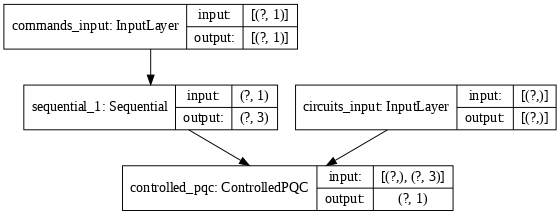 commands_input: InputLayer
input: [(?, 1)]
output: [(?, 1)]
sequential_1: Sequential
input: (?, 1)
output: (?, 3)
circuits_input: InputLayer
input: [(?,)]
output: [(?,)]
controlled_pqc: ControlledPQC
input: [(?,), (?, 3)]
output: (?, 1)